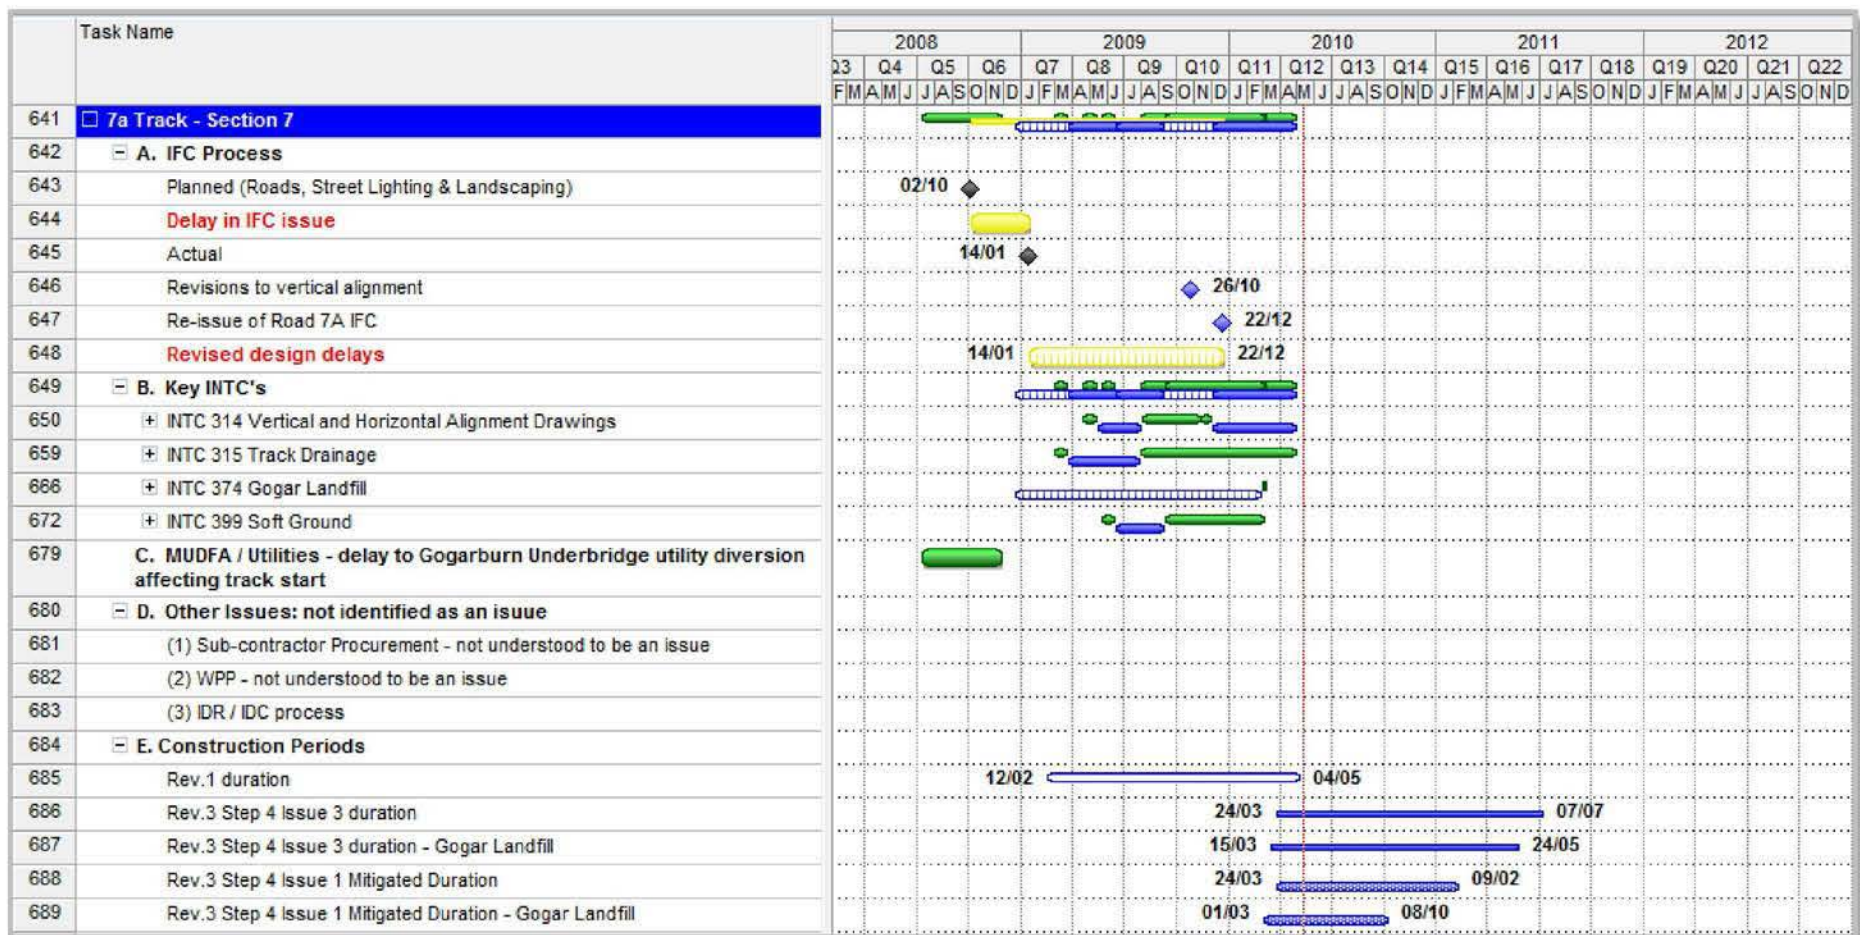 Task Name
2008 2009 2010 2011 2012
Q3 Q4 Q5 Q6 Q7 Q8 Q9 Q10 Q11 Q12 Q13 Q14 Q15 Q16 Q17 Q18 Q19 Q20 Q21 Q22
F M A M J J A S O N D J F M A M J J A S O N D J F M A M J J A S O N D J F M A M J J A S O N D J F M A M J J A S O N D
641 7a Track - Section 7
642 A. IFC Process
643 Planned (Roads, Street Lighting & Landscaping) 02/10
644 Delay in IFC issue
645 Actual 14/01
646 Revisions to vertical alignment 26/10
647 Re-issue of Road 7A IFC 22/12
648 Revised design delays 14/01 22/12
649 B. Key INTC's
650 INTC 314 Vertical and Horizontal Alignment Drawings
659 INTC 315 Track Drainage
666 INTC 374 Gogar Landfill
672 INTC 399 Soft Ground
679 C. MUDFA / Utilities - delay to Gogarburn Underbridge utility diversion
affecting track start
680 D. Other Issues: not identified as an isuue
681 (1) Sub-contractor Procurement - not understood to be an issue
682 (2) WPP - not understood to be an issue
683 (3) IDR / IDC process
684 E. Construction Periods
685 Rev.1 duration 12/02 04/05
686 Rev.3 Step 4 Issue 3 duration 24/03 07/07
687 Rev.3 Step 4 Issue 3 duration - Gogar Landfill 15/03 24/05
688 Rev.3 Step 4 Issue 1 Mitigated Duration 24/03 09/02
689 Rev.3 Step 4 Issue 1 Mitigated Duration - Gogar Landfill 01/03 08/10